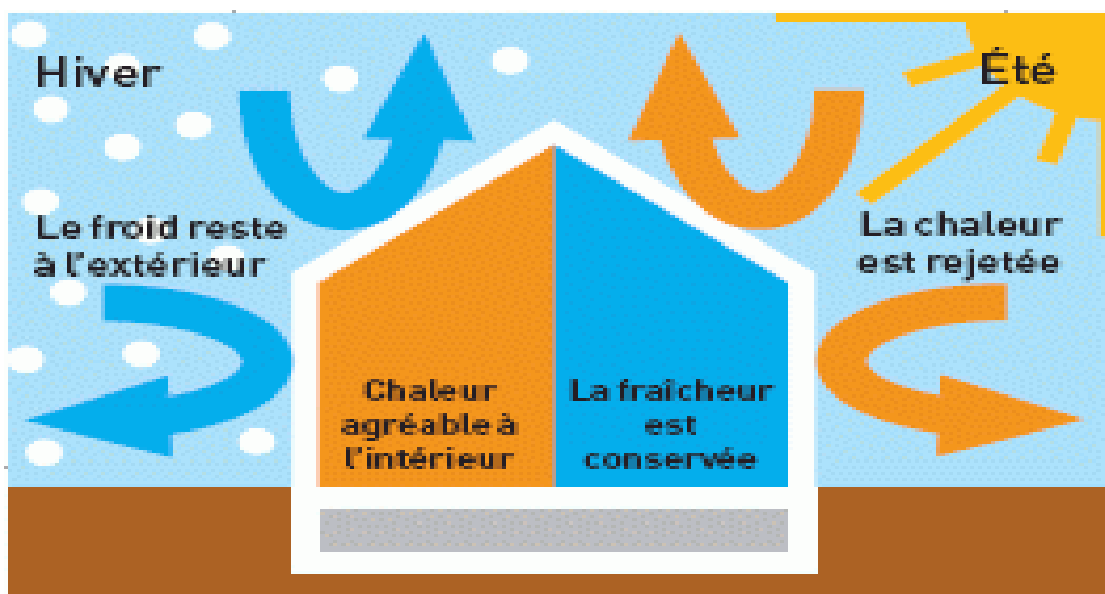 Hiver
Été
Le froid reste
à l'extérieur
La chaleur
est rejetée
Chaleur
agréable à
l'intérieur
La fraîcheur
est
conservée